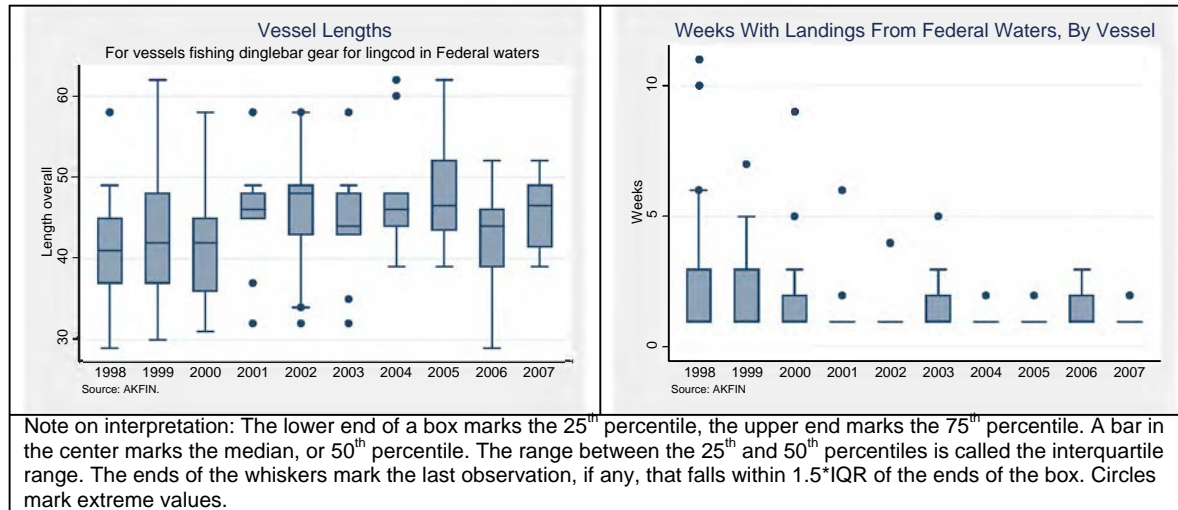 Vessel Lengths
For vessels fishing dinglebar gear for lingcod in Federal waters
Length overall
60
50
40
30
1998 1999 2000 2001 2002 2003 2004 2005 2006 2007
Source: AKFIN.
Weeks With Landings From Federal Waters, By Vessel
Weeks
10
5
0
1998 1999 2000 2001 2002 2003 2004 2005 2006 2007
Source: AKFIN
Note on interpretation: The lower end of a box marks the 25th percentile, the upper end marks the 75th percentile. A bar in
the center marks the median, or 50th percentile. The range between the 25th and 50th percentiles is called the interquartile
range. The ends of the whiskers mark the last observation, if any, that falls within 1.5*IQR of the ends of the box. Circles
mark extreme values.